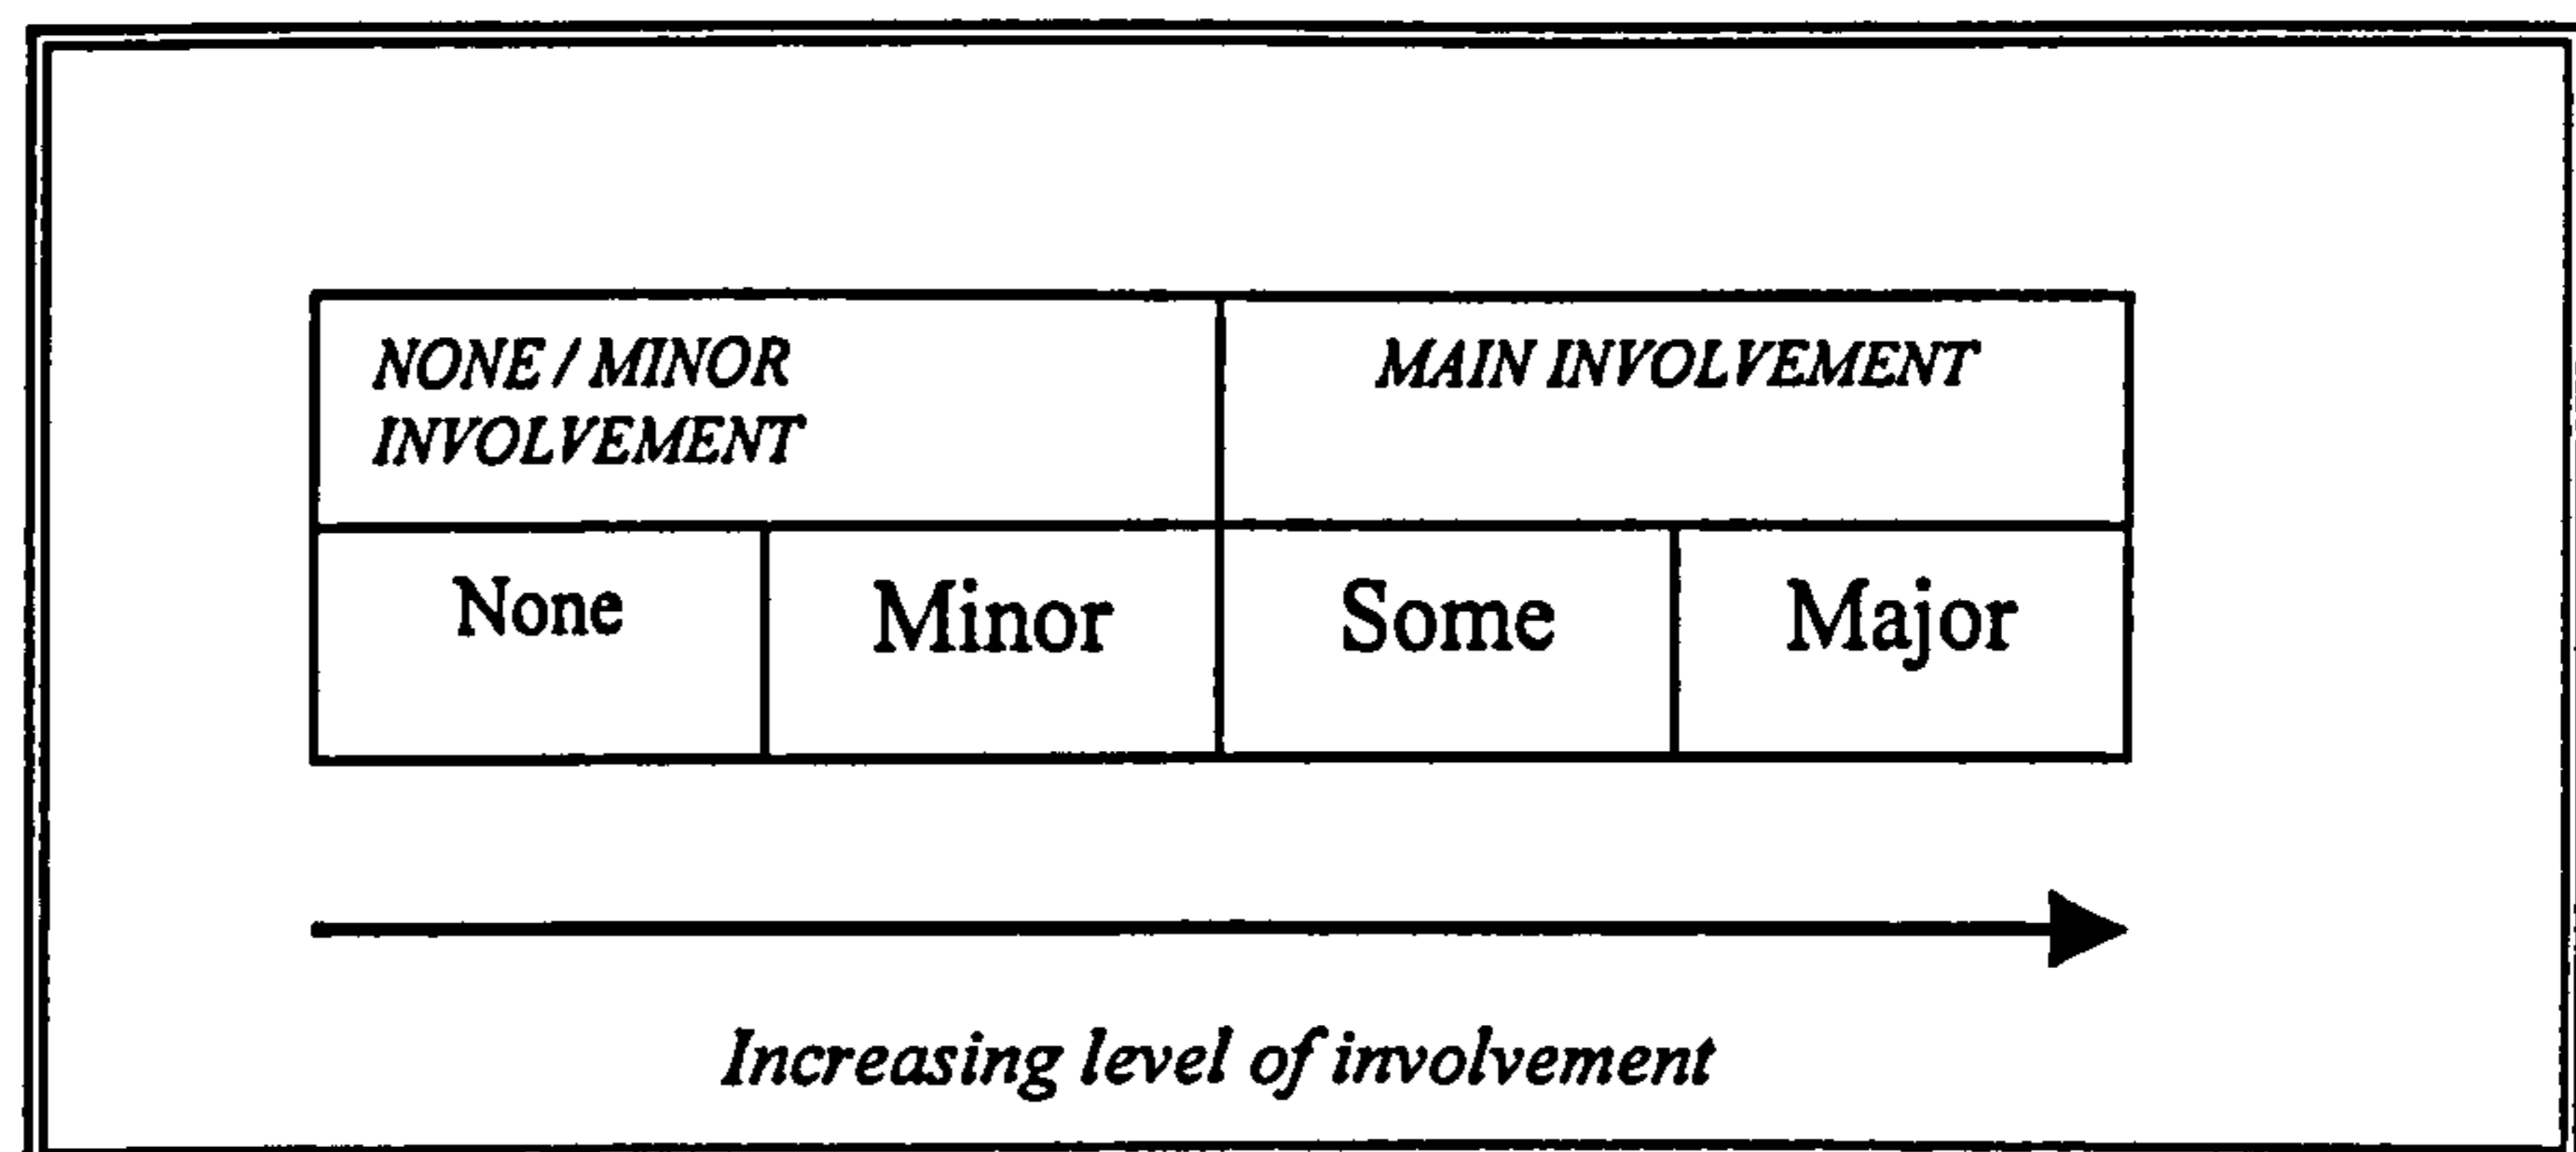 NONE / MINOR
INVOLVEMENT
MAIN INVOLVEMENT
None
Minor
Some
Major
Increasing level of involvement